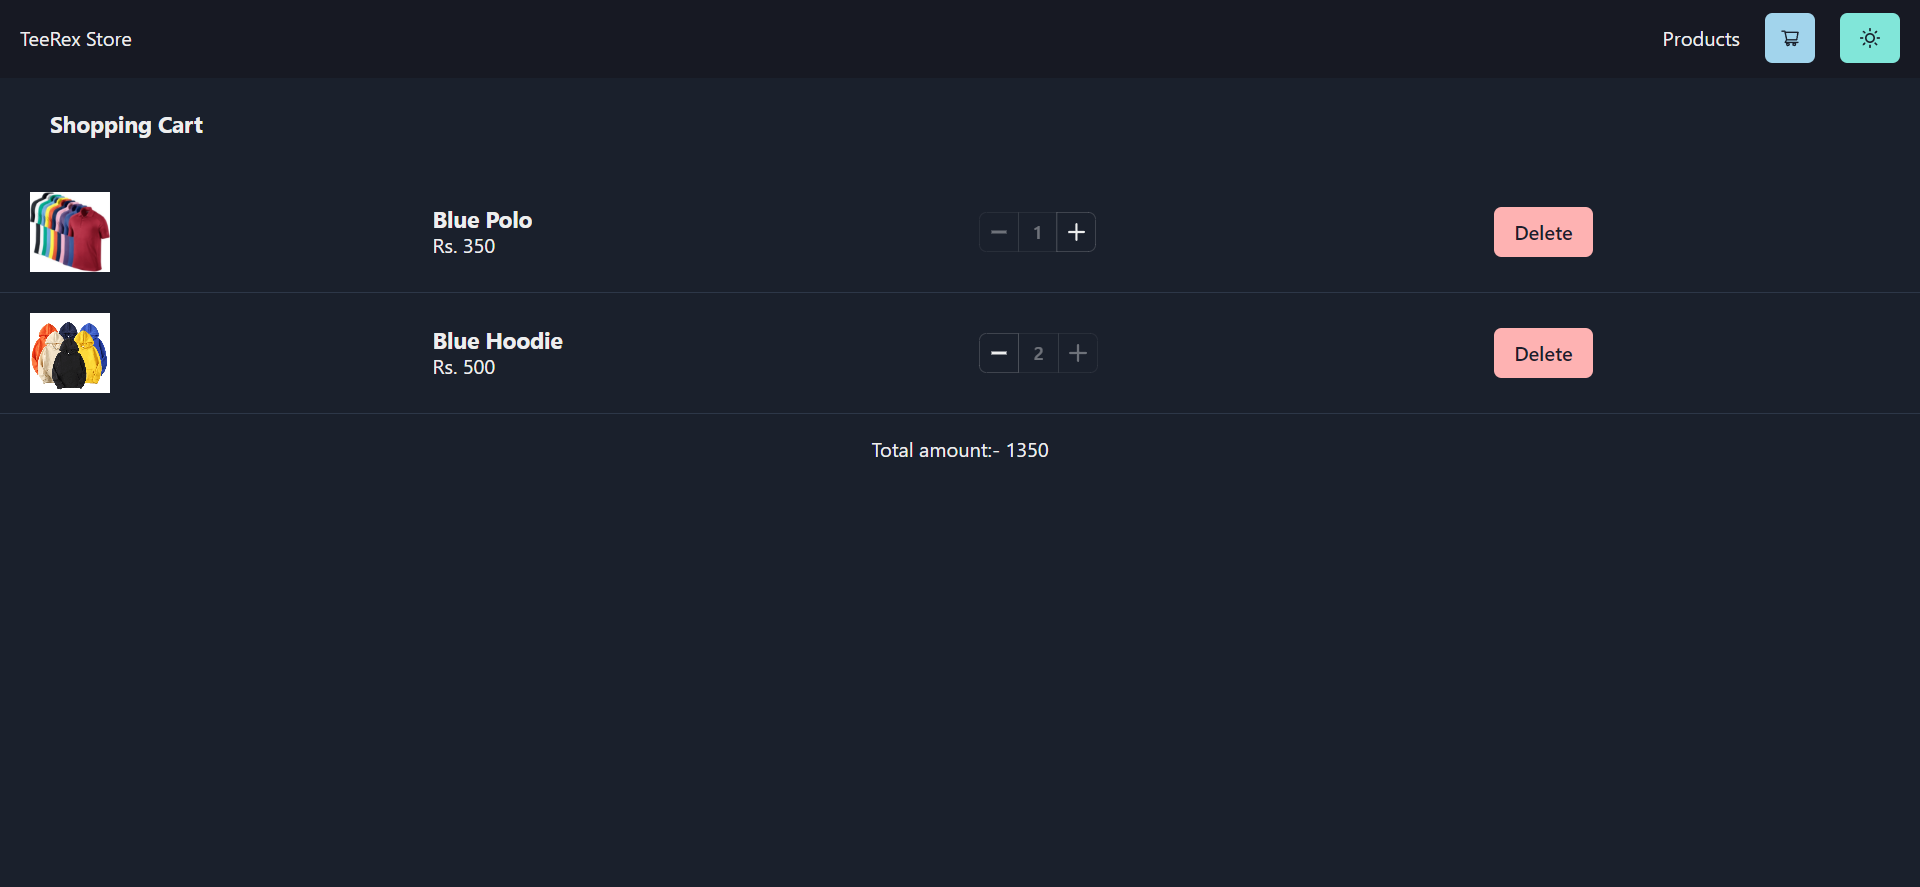 TeeRex Store
Products
Shopping Cart
Blue Polo
Rs. 350
1
Delete
Blue Hoodie
Rs. 500
2
Delete
Total amount:- 1350